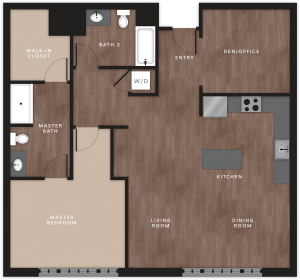 BATH 2
WALK-IN
CLOSET
ENTRY
DEN/OFFICE
W/D
MASTER
BATH
KITCHEN
MASTER
BEDROOM
LIVING
ROOM
DINING
ROOM